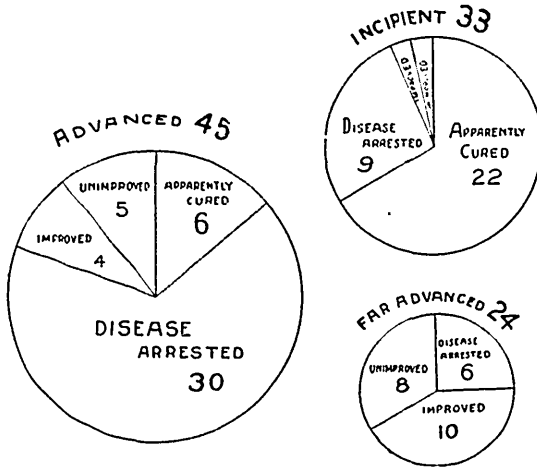 ADVANCED 45
UNIMPROVED
5
APPARENTLY
CURED
6
IMPROVED
4
DISEASE
ARRESTED
30
INCIPIENT 33
DISEASE
ARRESTED
9
APPARENTLY
CURED
22
FAR ADVANCED 24
UNIMPROVED
8
DISEASE
ARRESTED
6
IMPROVED
10